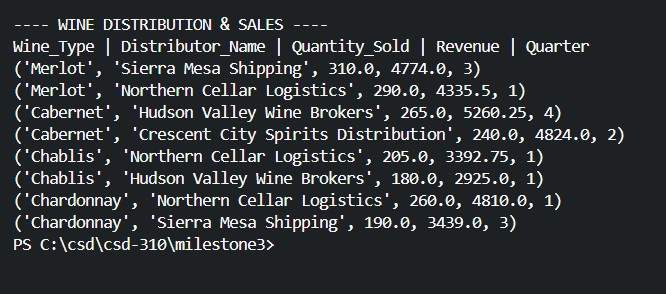 ---- WINE DISTRIBUTION & SALES ----
Wine_Type | Distributor_Name | Quantity_Sold | Revenue | Quarter
('Merlot', 'Sierra Mesa Shipping', 310.0, 4774.0, 3)
('Merlot', 'Northern Cellar Logistics', 290.0, 4335.5, 1)
('Cabernet', 'Hudson Valley Wine Brokers', 265.0, 5260.25, 4)
('Cabernet', 'Crescent City Spirits Distribution', 240.0, 4824.0, 2)
('Chablis', 'Northern Cellar Logistics', 205.0, 3392.75, 1)
('Chablis', 'Hudson Valley Wine Brokers', 180.0, 2925.0, 1)
('Chardonnay', 'Northern Cellar Logistics', 260.0, 4810.0, 1)
('Chardonnay', 'Sierra Mesa Shipping', 190.0, 3439.0, 3)
PS C:\csd\csd-310\milestone3>